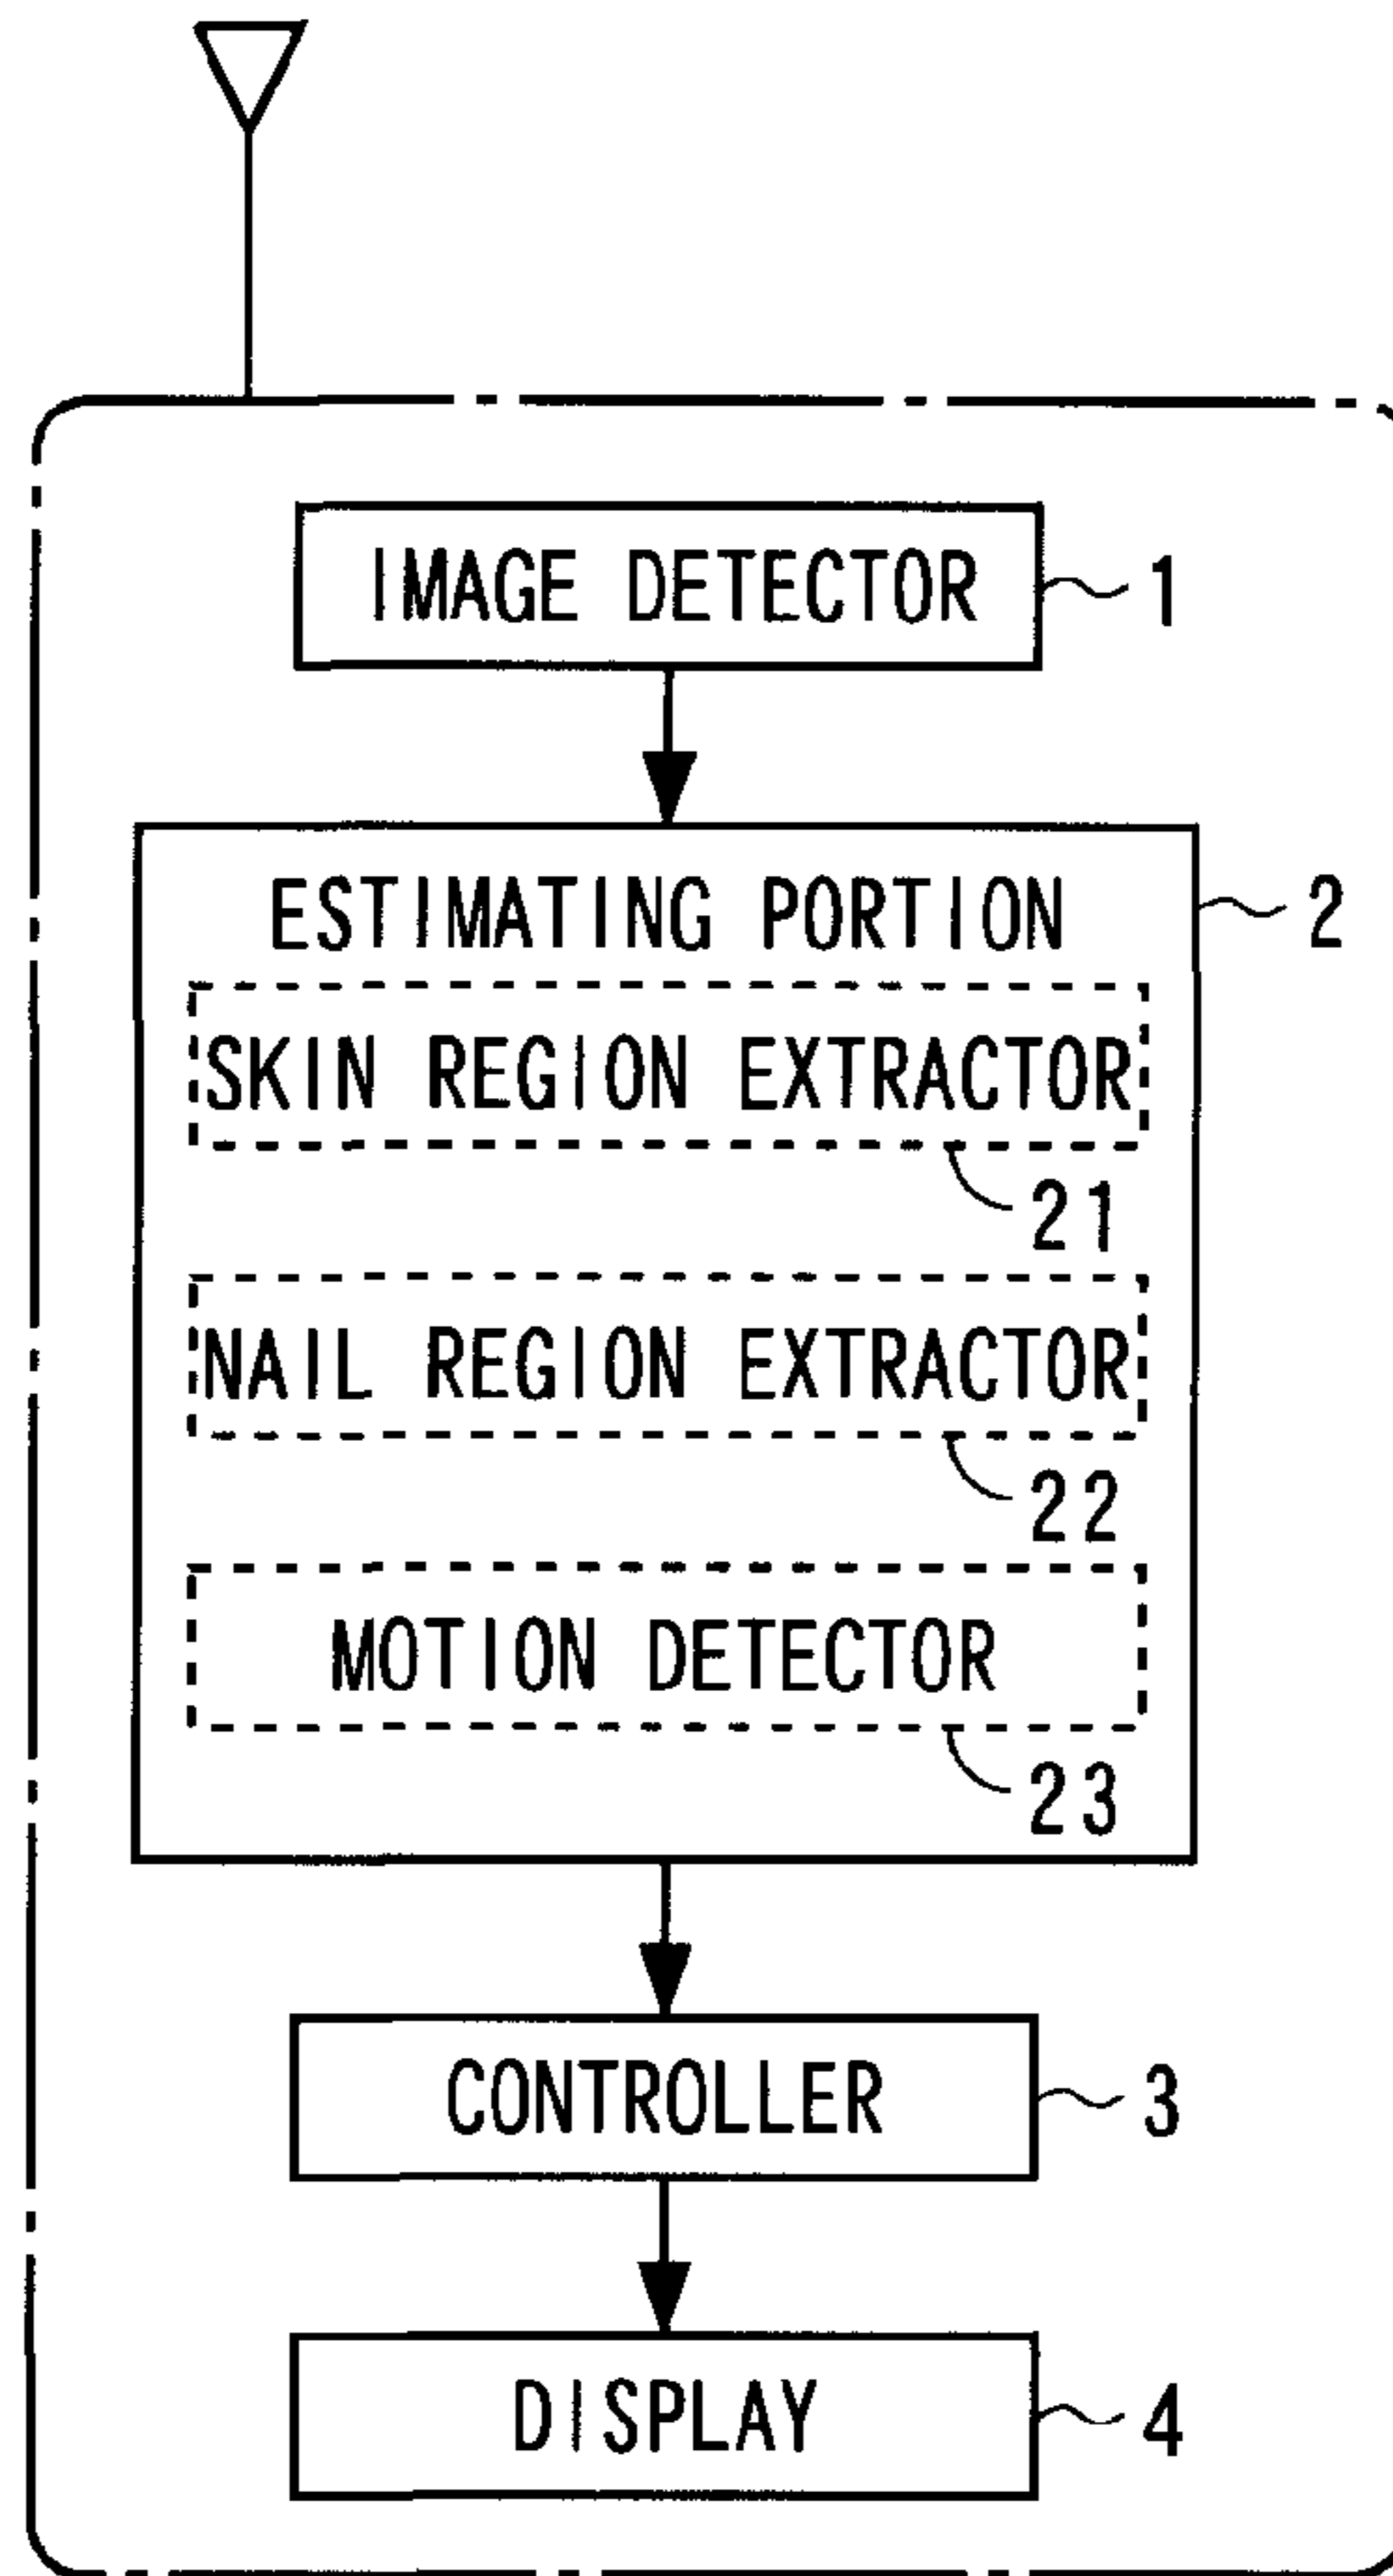 IMAGE DETECTOR 1
ESTIMATING PORTION 2
SKIN REGION EXTRACTOR
21
NAIL REGION EXTRACTOR
22
MOTION DETECTOR
23
CONTROLLER 3
DISPLAY 4